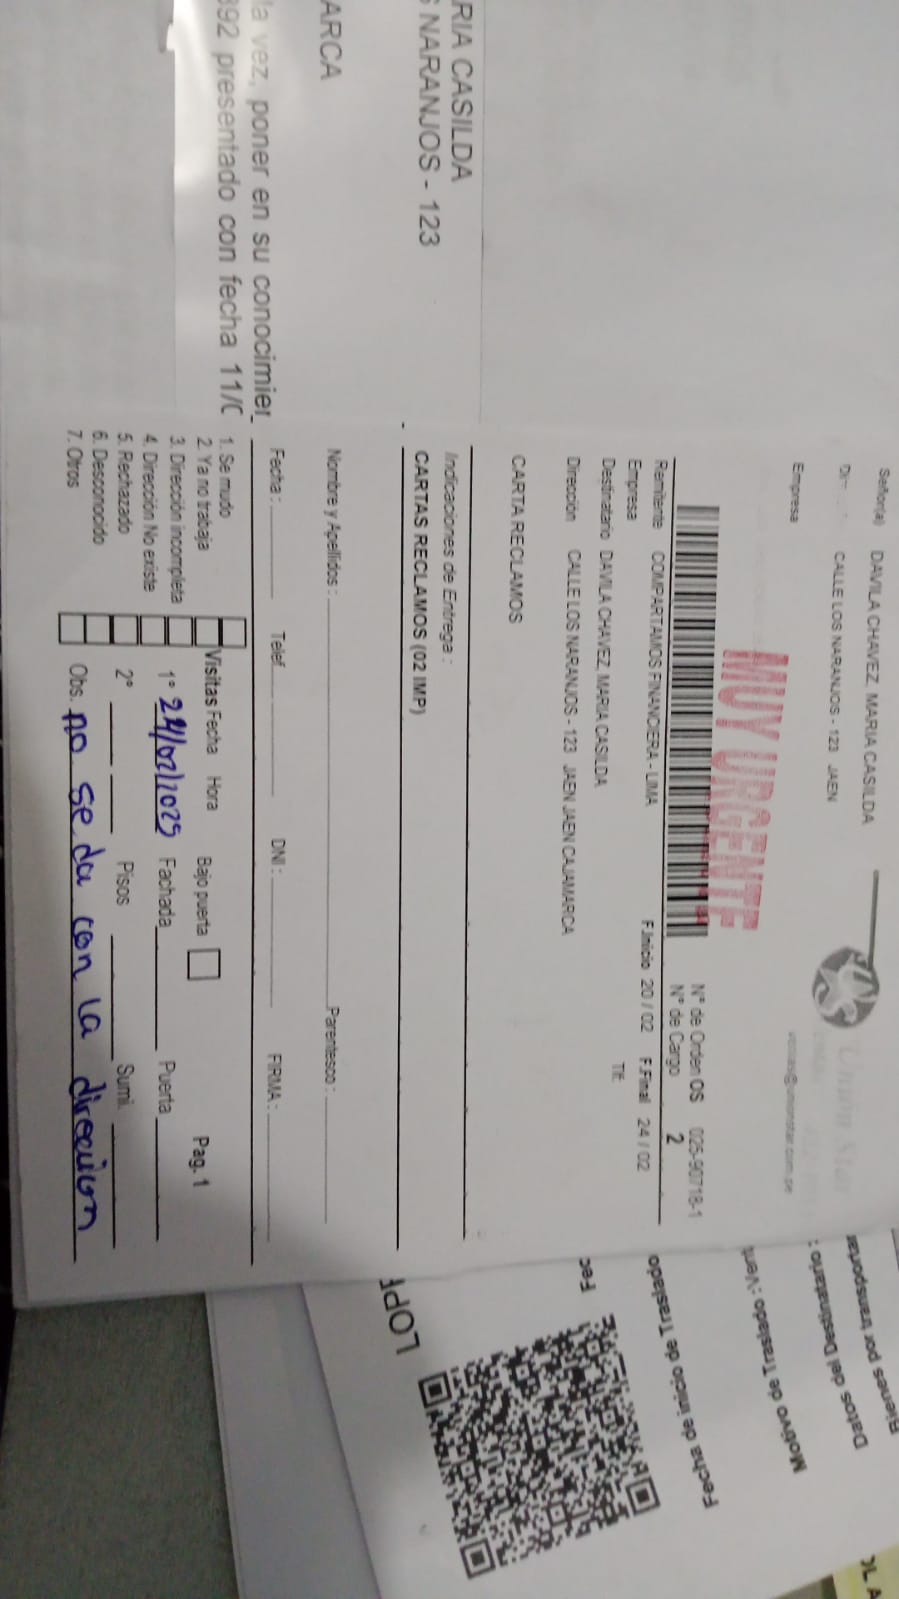 RIA CASILDA
NARANJOS - 123
ARCA
la vez, poner en su conocimier
392 presentado con fecha 11/0
Señor(a) DAVILA CHAVEZ, MARIA CASILDA
CALLE LOS NARANJOS - 123 JAEN
Empresa
Union Star
MUY URGENTE
N° de Orden OS 025-90718-1
N° de Cargo 2
Remitente COMPARTAMOS FINANCIERA - LIMA F.Inicio 20 / 02 F.Final 24 / 02
Empresa
Destinatario DAVILA CHAVEZ, MARIA CASILDA
Dirección CALLE LOS NARANJOS - 123 JAEN JAEN CAJAMARCA
CARTA RECLAMOS
Indicaciones de Entrega :
CARTAS RECLAMOS (02 IMP)
Nombre y Apellidos : Parentesco :
Fecha : Telef DNI : FIRMA :
1. Se mudo Visitas Fecha Hora Bajo puerta Pag. 1
2. Ya no trabaja
3. Dirección incompleta 1° 24/02/2025 Fachada Puerta
4. Dirección No existe
5. Rechazado 2° Pisos Sumi.
6. Desconocido
7. Otros Obs. no se da con la direccion
Bienes por transportar
Datos del Destinatario :
Motivo de Traslado : Vent
Fecha de inicio de Traslado
Fec
LOPE